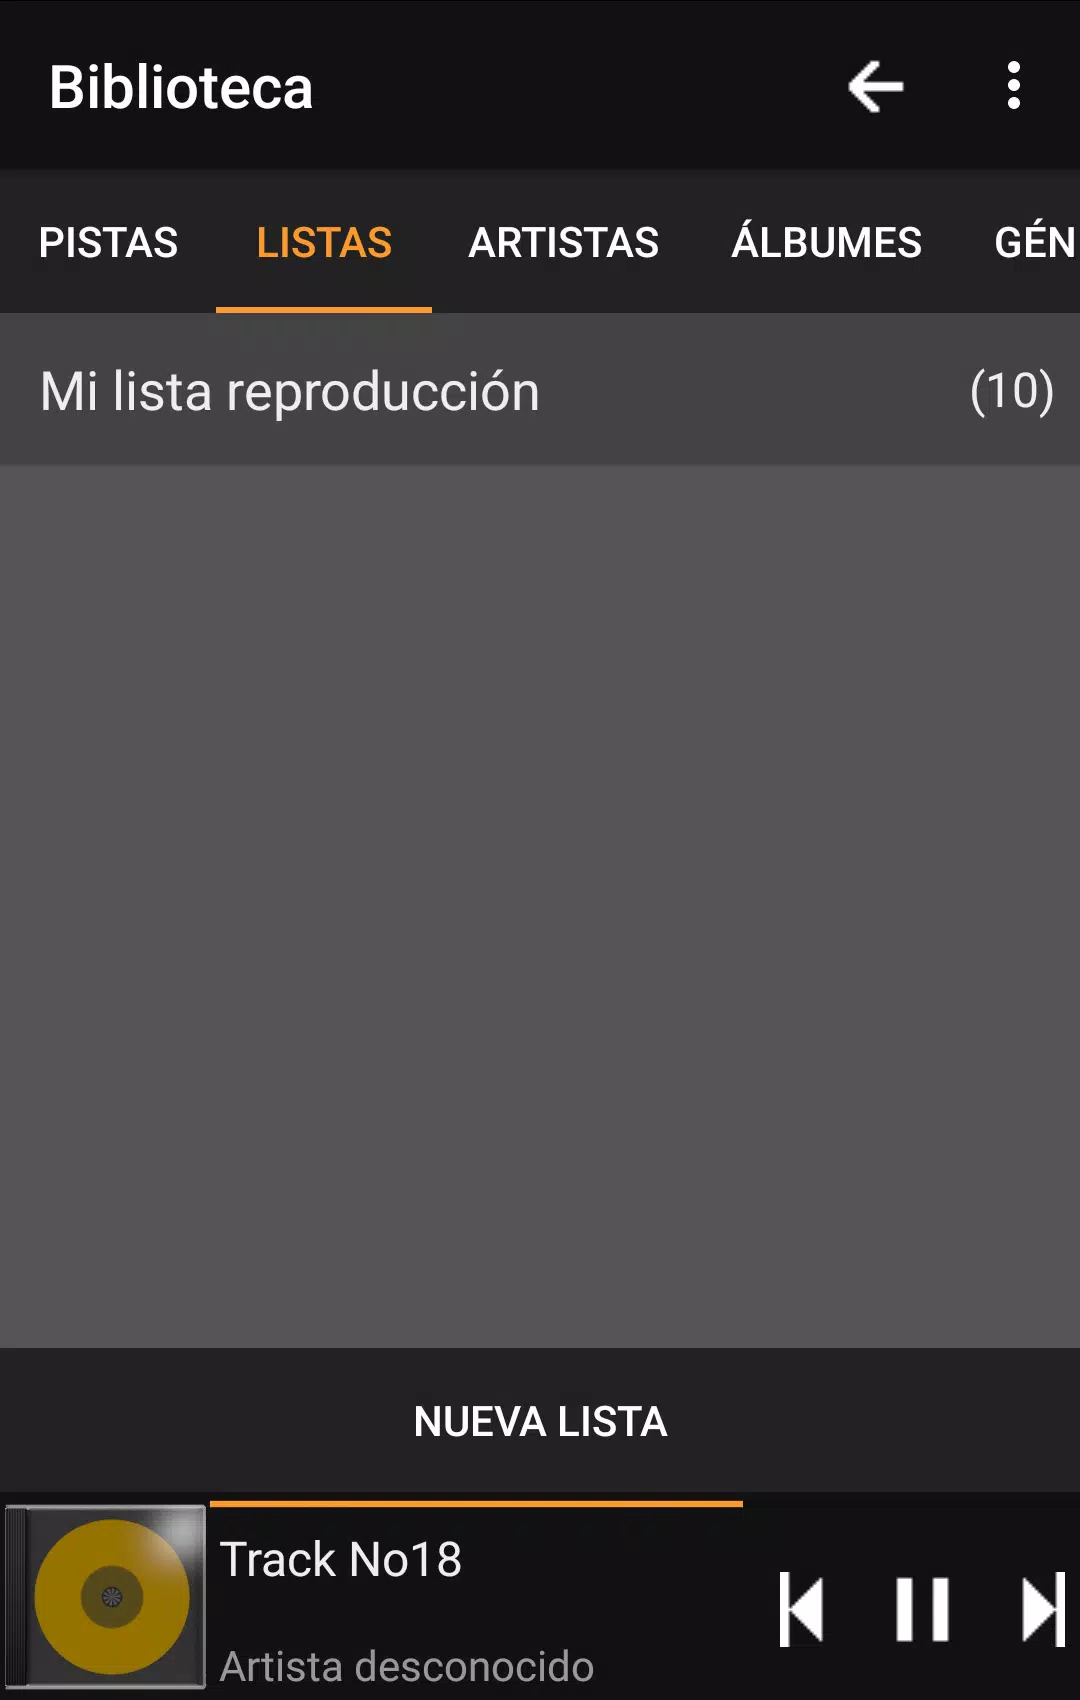 Biblioteca
PISTAS LISTAS ARTISTAS ÁLBUMES GÉN
Mi lista reproducción (10)
NUEVA LISTA
Track No18
Artista desconocido